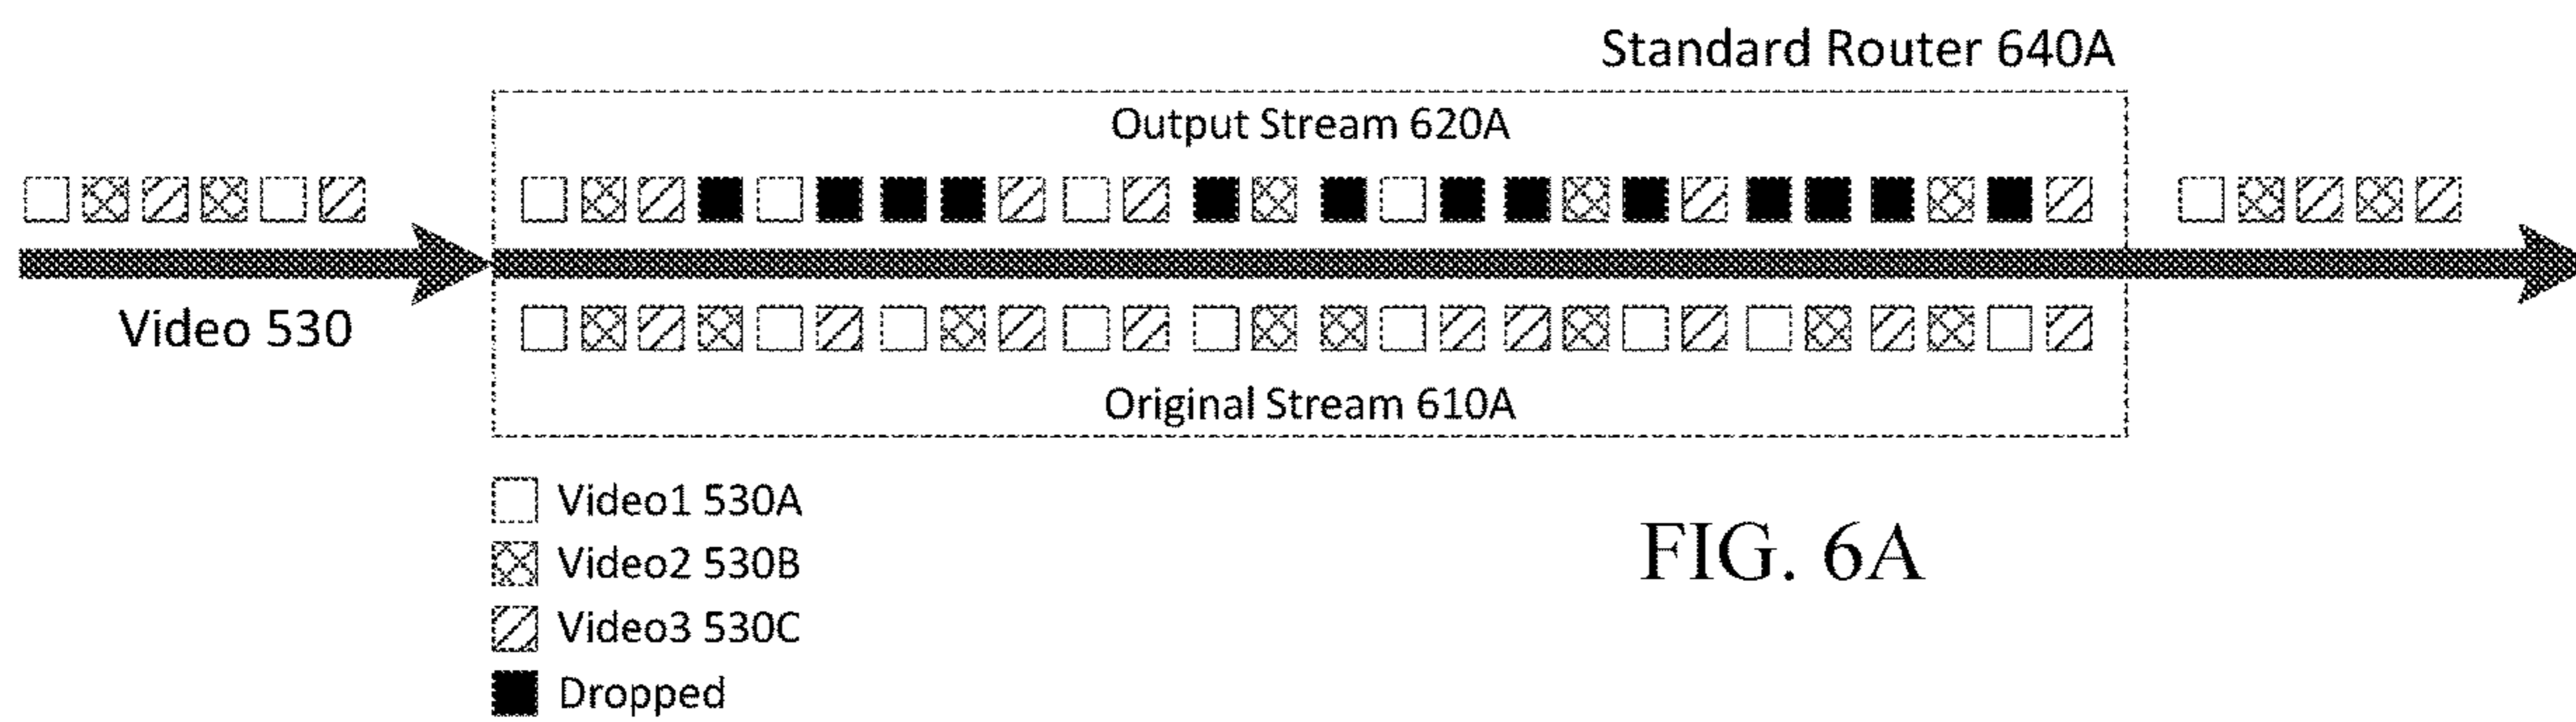 Standard Router 640A
Output Stream 620A
Video 530
Original Stream 610A
Video1 530A
Video2 530B
Video3 530C
Dropped
FIG. 6A